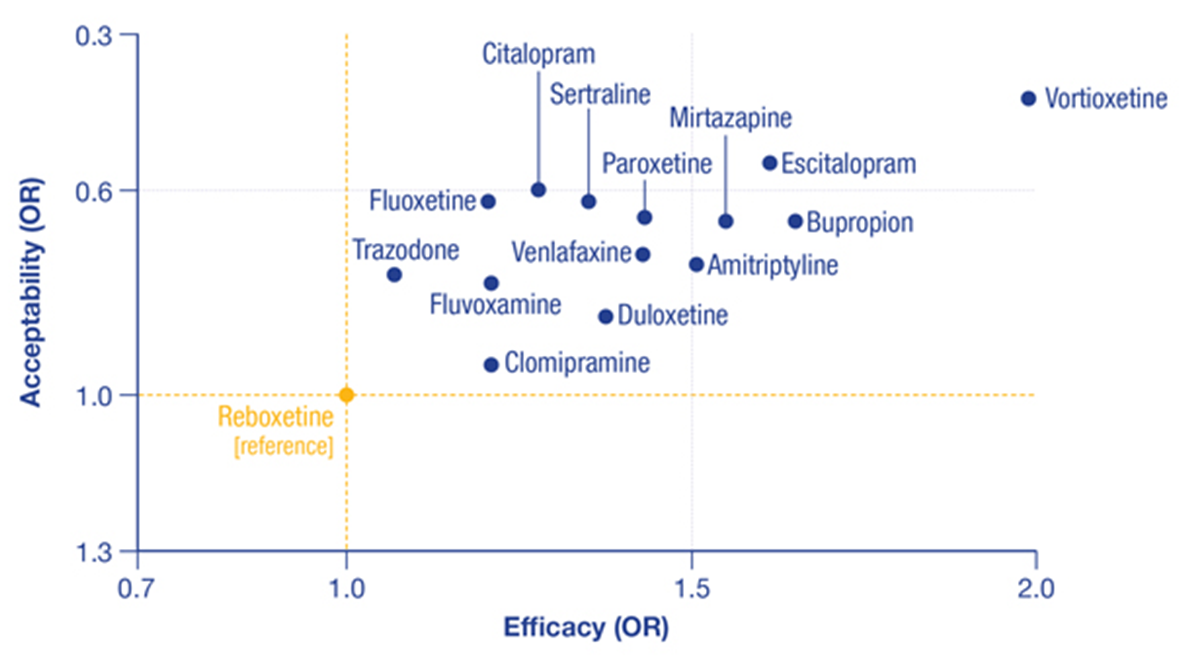 0.3
Citalopram
Sertraline
Vortioxetine
Mirtazapine
Paroxetine
Escitalopram
0.6
Fluoxetine
Bupropion
Trazodone
Venlafaxine
Amitriptyline
Fluvoxamine
Duloxetine
Clomipramine
Acceptability (OR)
1.0
Reboxetine
[reference]
1.3
0.7
1.0
1.5
2.0
Efficacy (OR)